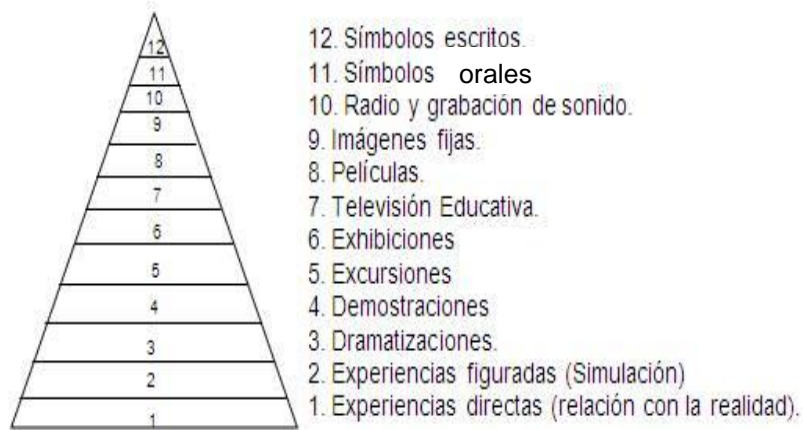 12
11
10
9
8
7
6
5
4
3
2
1
12. Símbolos escritos.
11. Símbolos orales
10. Radio y grabación de sonido.
9. Imágenes fijas.
8. Películas.
7. Televisión Educativa.
6. Exhibiciones
5. Excursiones
4. Demostraciones
3. Dramatizaciones.
2. Experiencias figuradas (Simulación)
1. Experiencias directas (relación con la realidad).